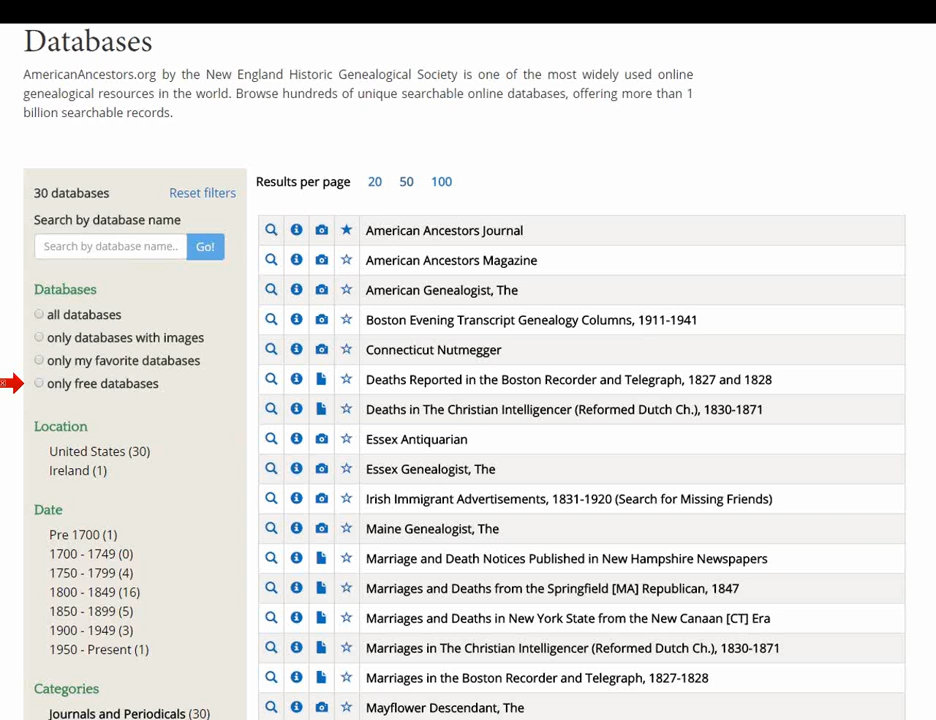 Databases
AmericanAncestors.org by the New England Historic Genealogical Society is one of the most widely used online
genealogical resources in the world. Browse hundreds of unique searchable online databases, offering more than 1
billion searchable records.
30 databases Reset filters
Search by database name
Search by database name.. Go!
Databases
all databases
only databases with images
only my favorite databases
only free databases
Location
United States (30)
Ireland (1)
Date
Pre 1700 (1)
1700 - 1749 (0)
1750 - 1799 (4)
1800 - 1849 (16)
1850 - 1899 (5)
1900 - 1949 (3)
1950 - Present (1)
Categories
Journals and Periodicals (30)
Results per page 20 50 100
American Ancestors Journal
American Ancestors Magazine
American Genealogist, The
Boston Evening Transcript Genealogy Columns, 1911-1941
Connecticut Nutmegger
Deaths Reported in the Boston Recorder and Telegraph, 1827 and 1828
Deaths in The Christian Intelligencer (Reformed Dutch Ch.), 1830-1871
Essex Antiquarian
Essex Genealogist, The
Irish Immigrant Advertisements, 1831-1920 (Search for Missing Friends)
Maine Genealogist, The
Marriage and Death Notices Published in New Hampshire Newspapers
Marriages and Deaths from the Springfield [MA] Republican, 1847
Marriages and Deaths in New York State from the New Canaan [CT] Era
Marriages in The Christian Intelligencer (Reformed Dutch Ch.), 1830-1871
Marriages in the Boston Recorder and Telegraph, 1827-1828
Mayflower Descendant, The